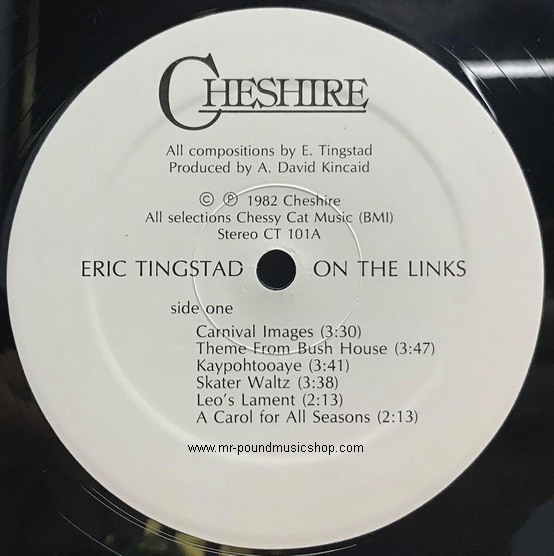 CHESHIRE
All compositions by E. Tingstad
Produced by A. David Kincaid
© ℗ 1982 Cheshire
All selections Chessy Cat Music (BMI)
Stereo CT 101A
ERIC TINGSTAD ON THE LINKS
side one
Carnival Images (3:30)
Theme From Bush House (3:47)
Kaypohtooaye (3:41)
Skater Waltz (3:38)
Leo's Lament (2:13)
A Carol for All Seasons (2:13)
www.mr-poundmusicshop.com